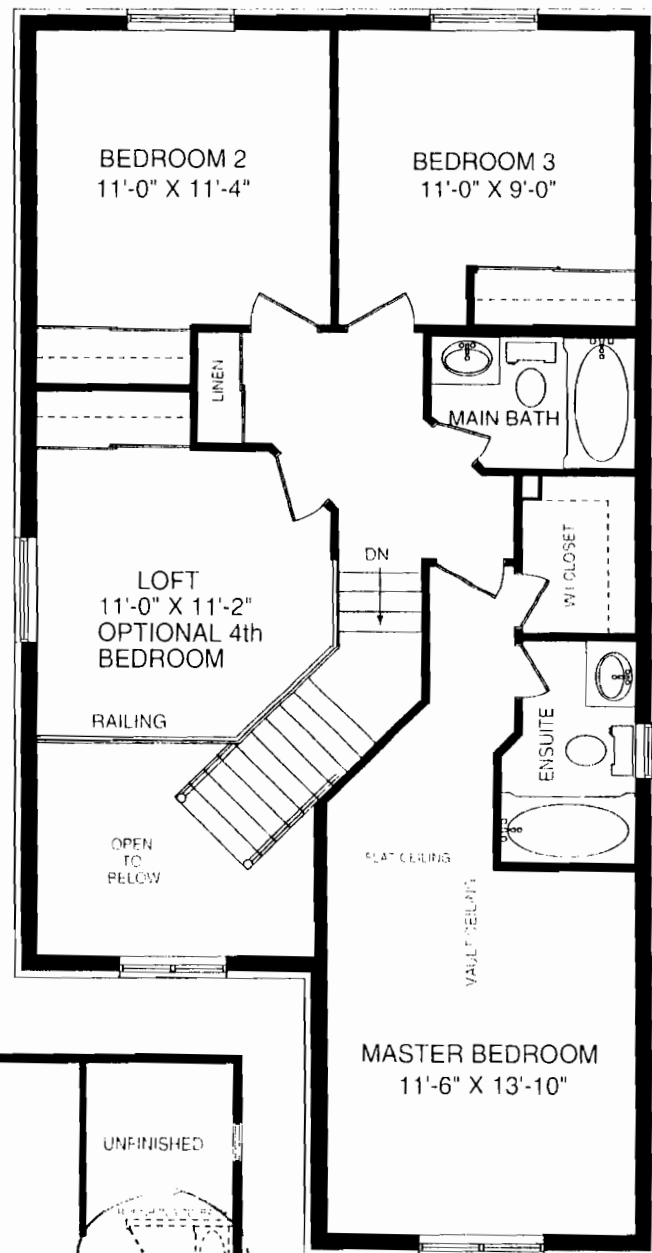 BEDROOM 2
11'-0" X 11'-4"
BEDROOM 3
11'-0" X 9'-0"
LINEN
MAIN BATH
DN
W I CLOSET
LOFT
11'-0" X 11'-2"
OPTIONAL 4th
BEDROOM
RAILING
ENSUITE
OPEN
TO
BELOW
FLAT CEILING
VAULT CEILING
MASTER BEDROOM
11'-6" X 13'-10"
UNFINISHED